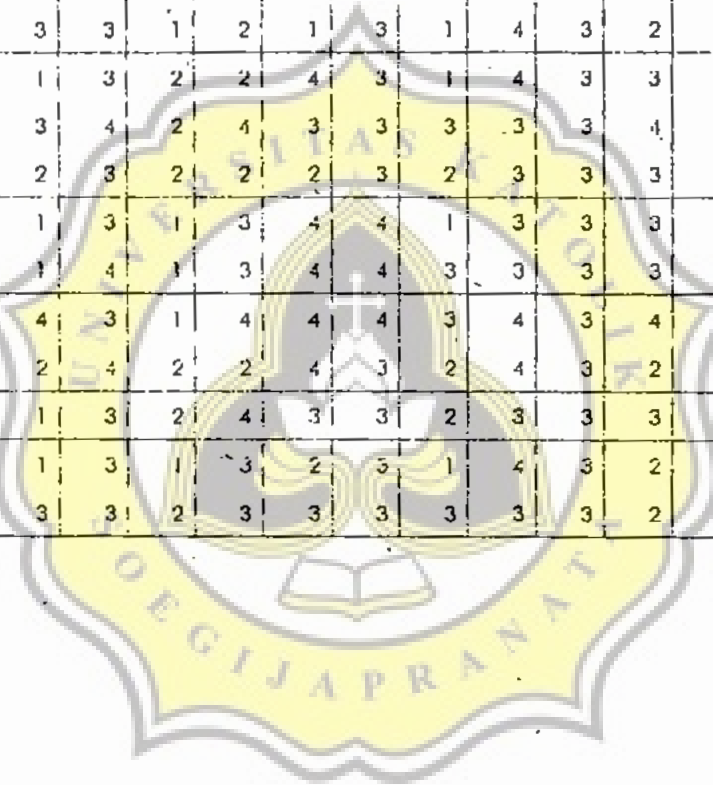 3 3 1 2 1 3 1 4 3 2
1 3 2 2 4 3 1 4 3 3
3 4 2 4 3 3 3 3 3 4
2 3 2 2 2 3 2 3 3 3
1 3 1 3 4 4 1 3 3 3
1 4 1 3 4 4 3 3 3 3
4 3 1 4 4 4 3 4 3 4
2 4 2 2 4 3 2 4 3 2
1 3 2 4 3 3 2 3 3 3
1 3 1 3 2 3 1 4 3 2
3 3 2 3 3 3 3 3 3 2
UNIVERSITAS KATOLIK
SOEGIJAPRANATA